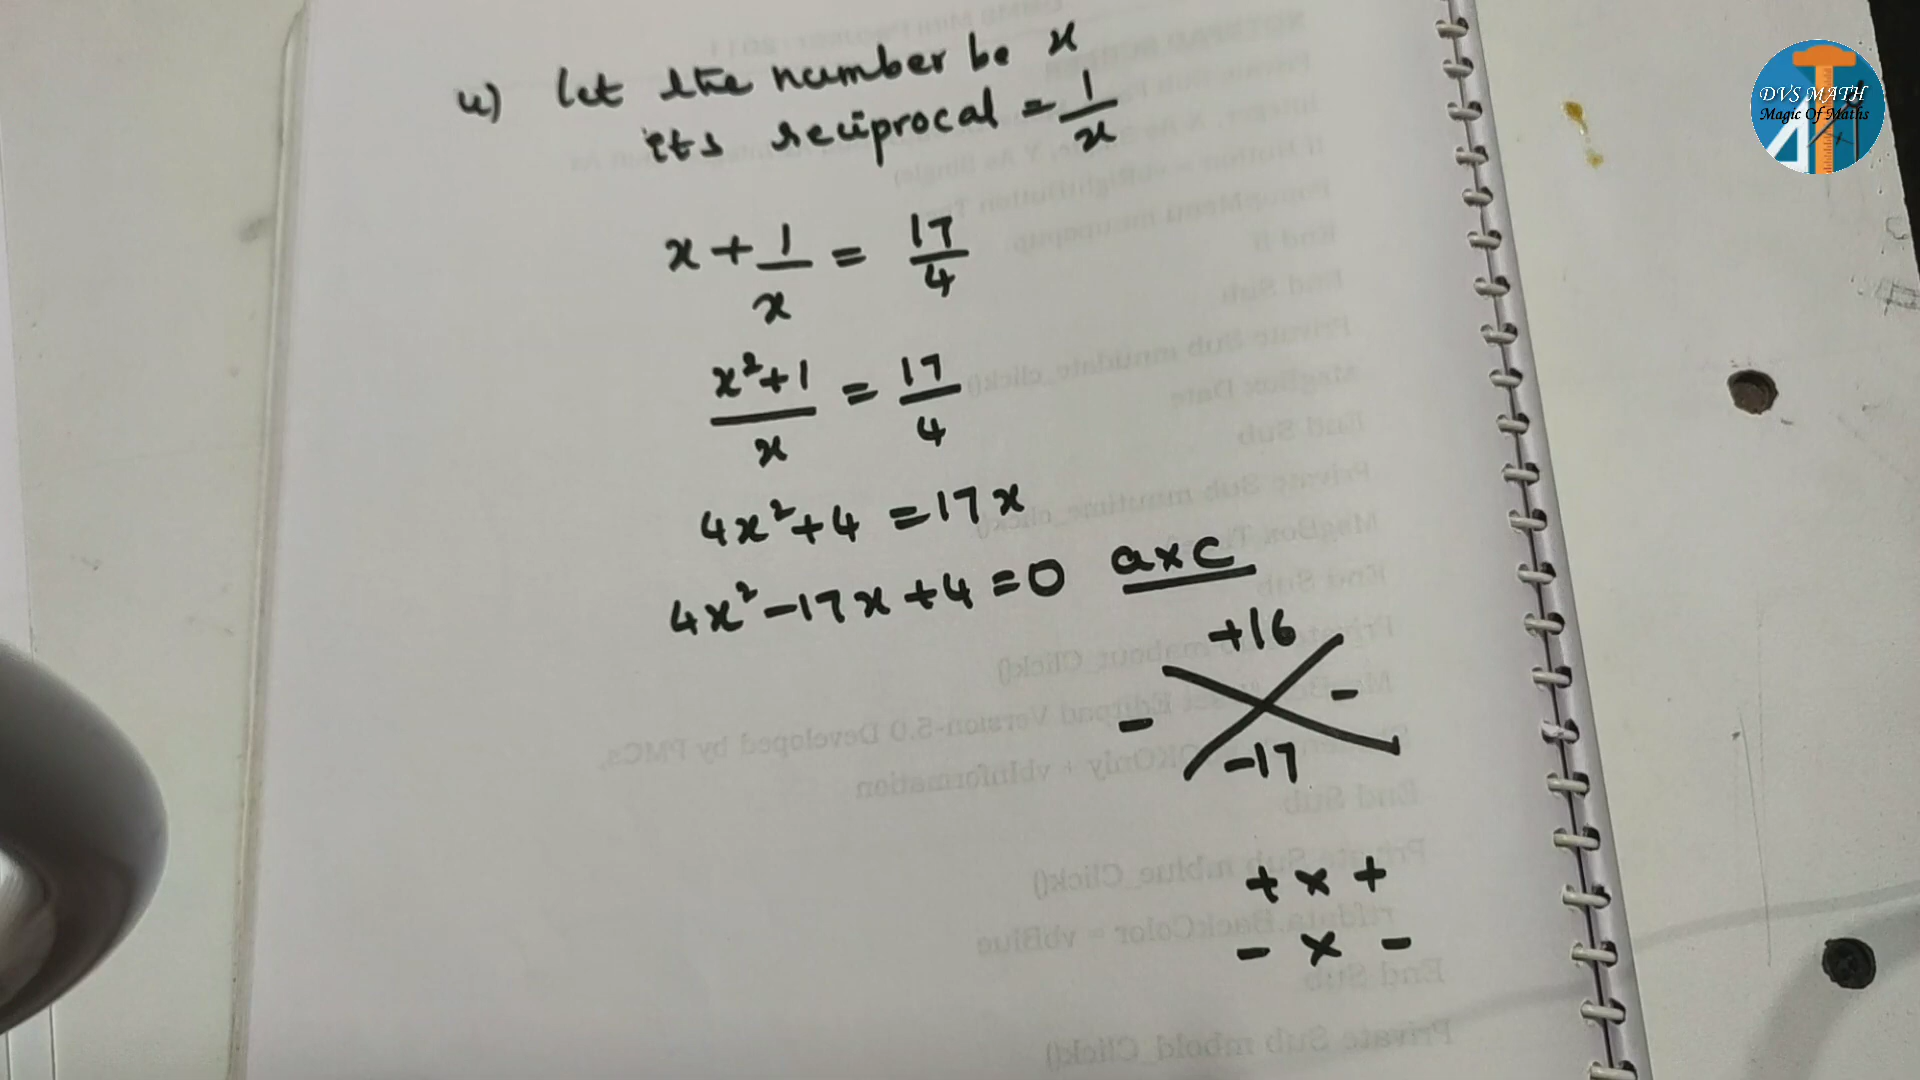 4) let the number be x
its reciprocal = 1/x
x + 1/x = 17/4
x²+1/x = 17/4
4x²+4 = 17x
4x²-17x+4=0 axc
+16
- -
-17
+ x +
- x -
DVS MATH
Magic Of Maths